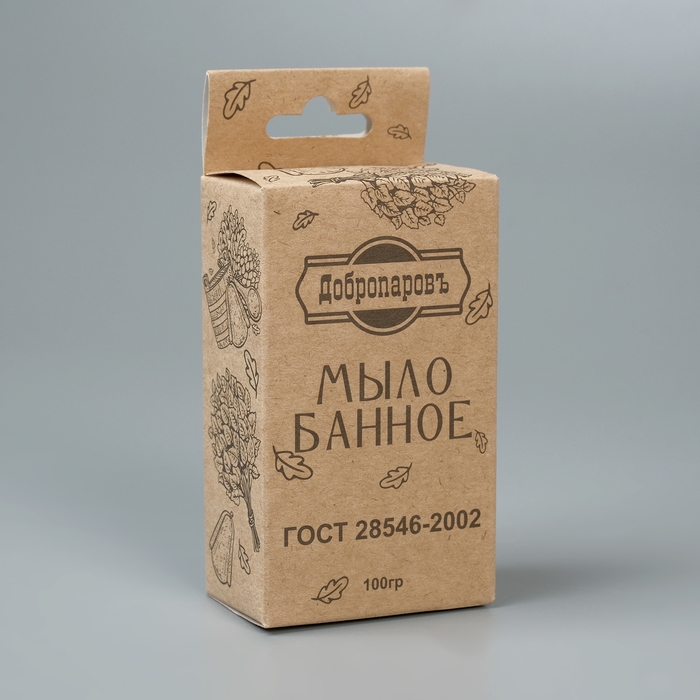 Добропаровъ
МЫЛО
БАННОЕ
ГОСТ 28546-2002
100гр